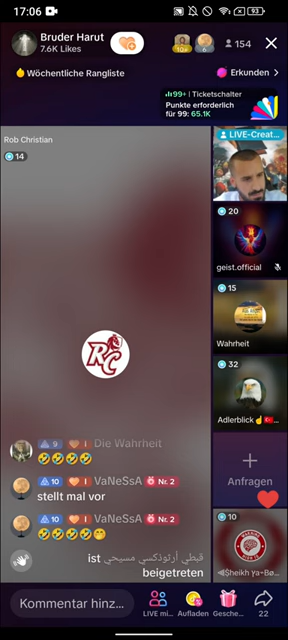 17:06
93
Bruder Harut
7.6K Likes
10+
6
154
Wöchentliche Rangliste
Erkunden
99+ | Ticketschalter
Punkte erforderlich
für 99: 65.1K
Rob Christian
14
LIVE-Creat...
20
geist.official
15
Wahrheit
32
Adlerblick
Anfragen
10
RC
9 I Die Wahrheit
🤣🤣🤣🤣
10 I VaNeSsA Nr. 2
stellt mal vor
10 I VaNeSsA Nr. 2
🤣🤣🤣🤣🤭
قبطي أرثوذكسي مسيحي ist
beigetreten
Kommentar hinz...
LIVE mi...
Aufladen
Gesche...
22